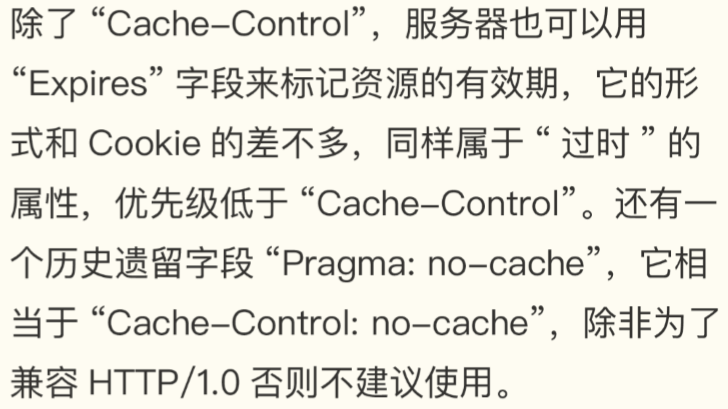 除了“Cache-Control”，服务器也可以用
“Expires”字段来标记资源的有效期，它的形
式和 Cookie 的差不多，同样属于“ 过时 ”的
属性，优先级低于“Cache-Control”。还有一
个历史遗留字段“Pragma: no-cache”，它相
当于“Cache-Control: no-cache”，除非为了
兼容 HTTP/1.0 否则不建议使用。